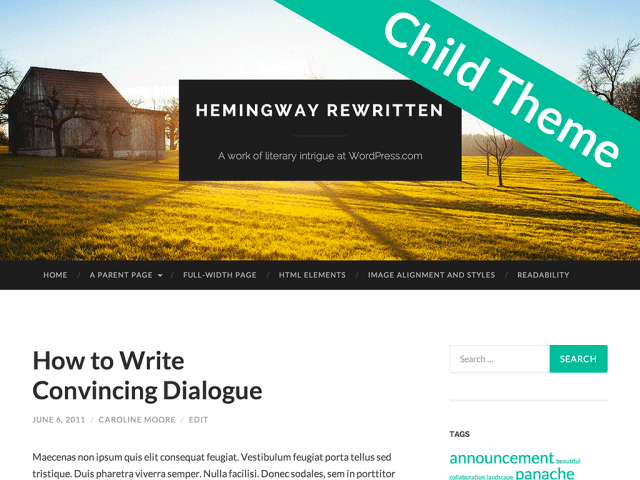 Child Theme
HEMINGWAY REWRITTEN
A work of literary intrigue at WordPress.com
HOME / A PARENT PAGE / FULL-WIDTH PAGE / HTML ELEMENTS / IMAGE ALIGNMENT AND STYLES / READABILITY
How to Write
Convincing Dialogue
JUNE 6, 2011 / CAROLINE MOORE / EDIT
Maecenas non ipsum quis elit consequat feugiat. Vestibulum feugiat porta tellus sed
tristique. Duis pharetra viverra semper. Nulla facilisi. Donec sodales, sem in porttitor
Search ... SEARCH
TAGS
announcement beautiful
collaboration landscape panache